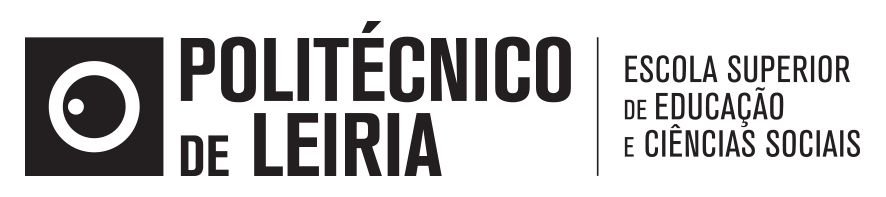 POLITÉCNICO
DE LEIRIA
ESCOLA SUPERIOR
DE EDUCAÇÃO
E CIÊNCIAS SOCIAIS